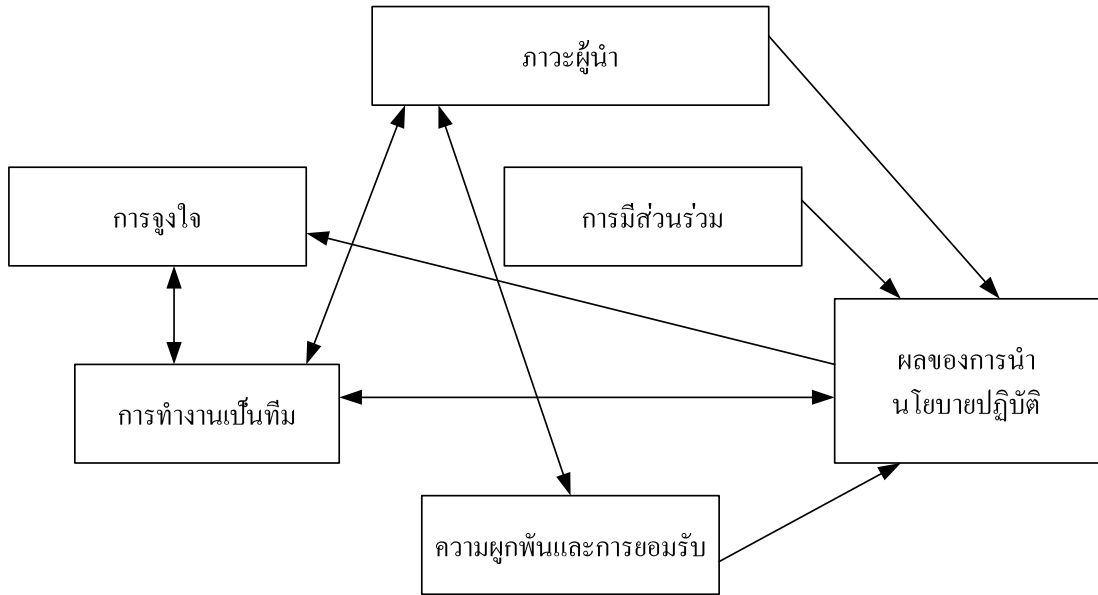 ภาวะผู้นำ
การจูงใจ
การมีส่วนร่วม
ผลของการนำ
นโยบายปฏิบัติ
การทำงานเป็นทีม
ความผูกพันและการยอมรับ